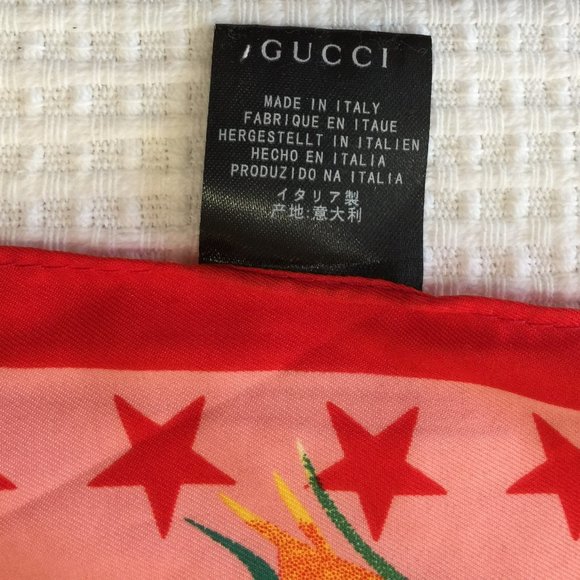 GUCCI
MADE IN ITALY
FABRIQUE EN ITAUE
HERGESTELLT IN ITALIEN
HECHO EN ITALIA
PRODUZIDO NA ITALIA
イタリア製
产地:意大利